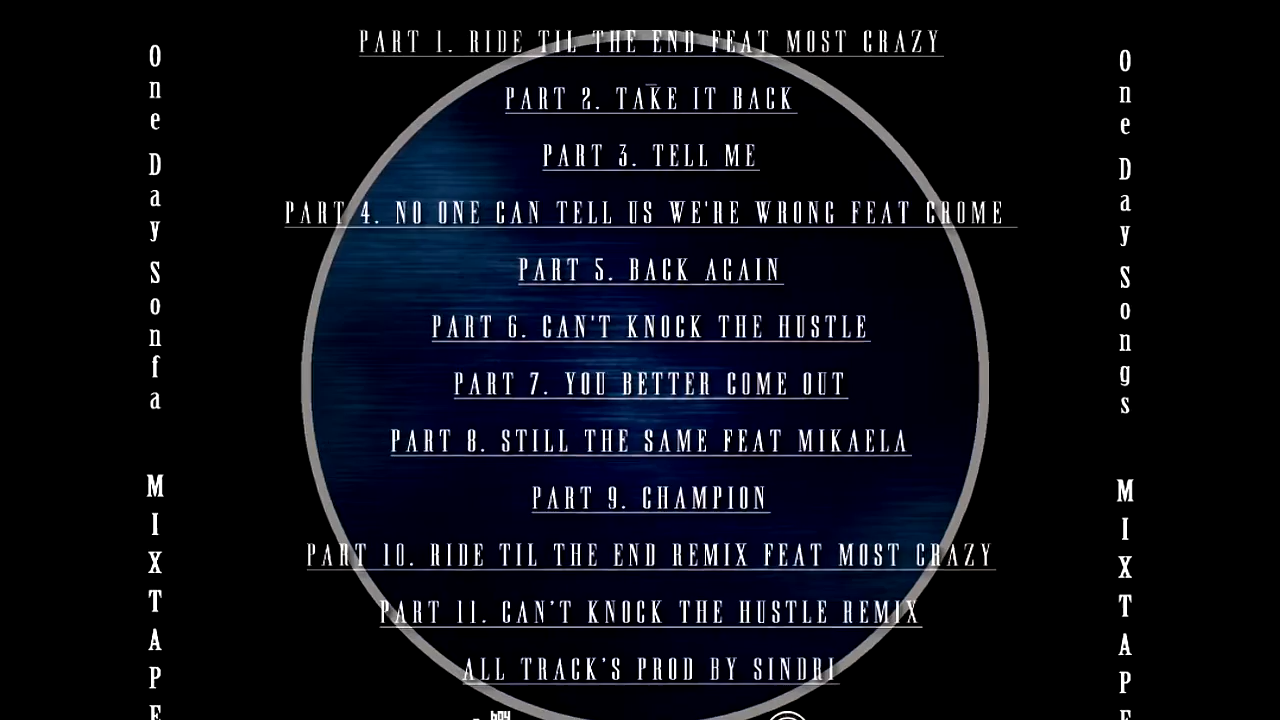 One Day Sonfa MIXTAPE
PART 1. RIDE TIL THE END FEAT MOST CRAZY
PART 2. TAKE IT BACK
PART 3. TELL ME
PART 4. NO ONE CAN TELL US WE'RE WRONG FEAT CROME
PART 5. BACK AGAIN
PART 6. CAN'T KNOCK THE HUSTLE
PART 7. YOU BETTER COME OUT
PART 8. STILL THE SAME FEAT MIKAELA
PART 9. CHAMPION
PART 10. RIDE TIL THE END REMIX FEAT MOST CRAZY
PART 11. CAN'T KNOCK THE HUSTLE REMIX
ALL TRACK'S PROD BY SINDRI
One Day Songs MIXTAPE